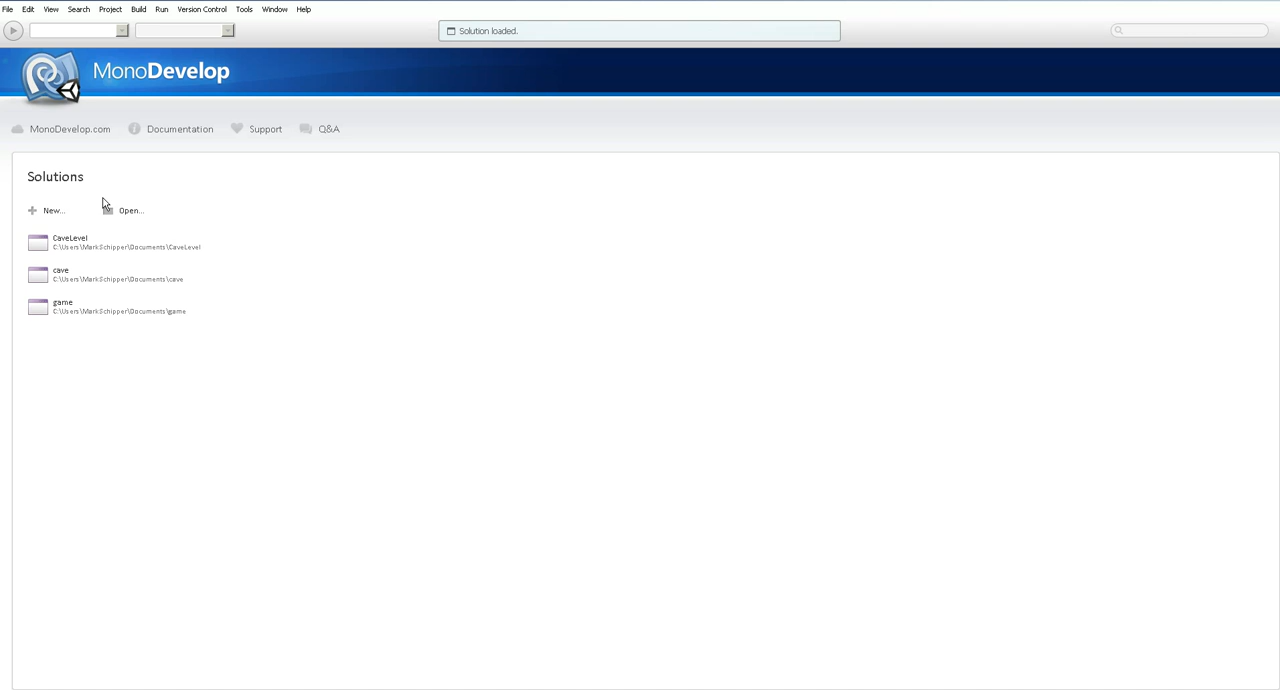 File Edit View Search Project Build Run Version Control Tools Window Help
Solution loaded.
MonoDevelop
MonoDevelop.com Documentation Support Q&A
Solutions
New... Open...
CaveLevel
C:\Users\MarkSchipper\Documents\CaveLevel
cave
C:\Users\MarkSchipper\Documents\cave
game
C:\Users\MarkSchipper\Documents\game